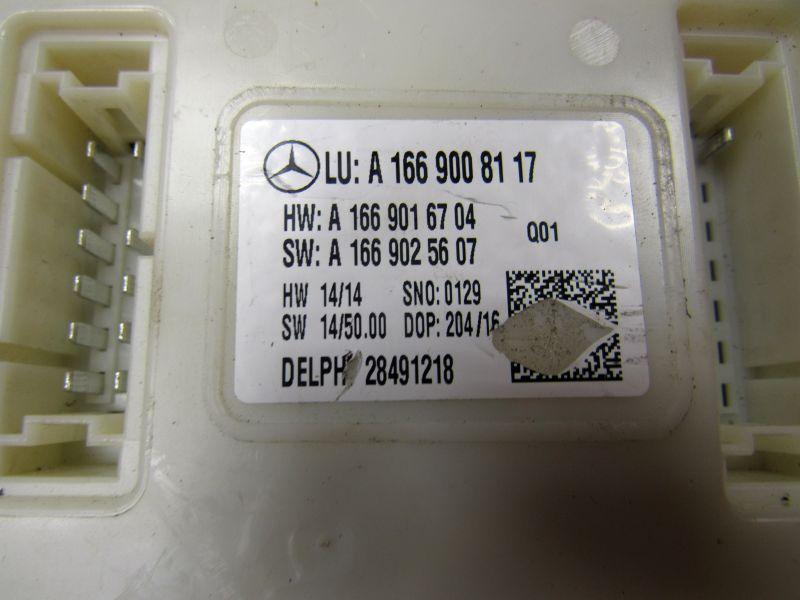 LU: A 166 900 81 17
HW: A 166 901 67 04
SW: A 166 902 56 07
Q01
HW 14/14 SNO: 0129
SW 14/50.00 DOP: 204/16
DELPH 28491218